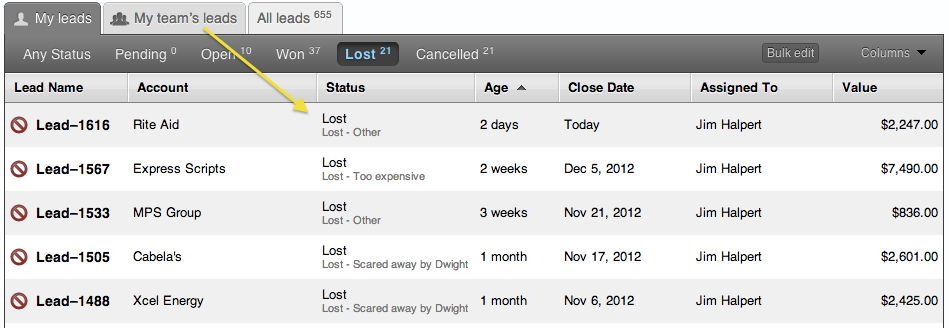 My leads My team's leads All leads 655
Any Status Pending 0 Open 10 Won 37 Lost 21 Cancelled 21 Bulk edit Columns
Lead Name Account Status Age Close Date Assigned To Value
Lead–1616 Rite Aid Lost 2 days Today Jim Halpert $2,247.00
Lost - Other
Lead–1567 Express Scripts Lost 2 weeks Dec 5, 2012 Jim Halpert $7,490.00
Lost - Too expensive
Lead–1533 MPS Group Lost 3 weeks Nov 21, 2012 Jim Halpert $836.00
Lost - Other
Lead–1505 Cabela's Lost 1 month Nov 17, 2012 Jim Halpert $2,601.00
Lost - Scared away by Dwight
Lead–1488 Xcel Energy Lost 1 month Nov 6, 2012 Jim Halpert $2,425.00
Lost - Scared away by Dwight